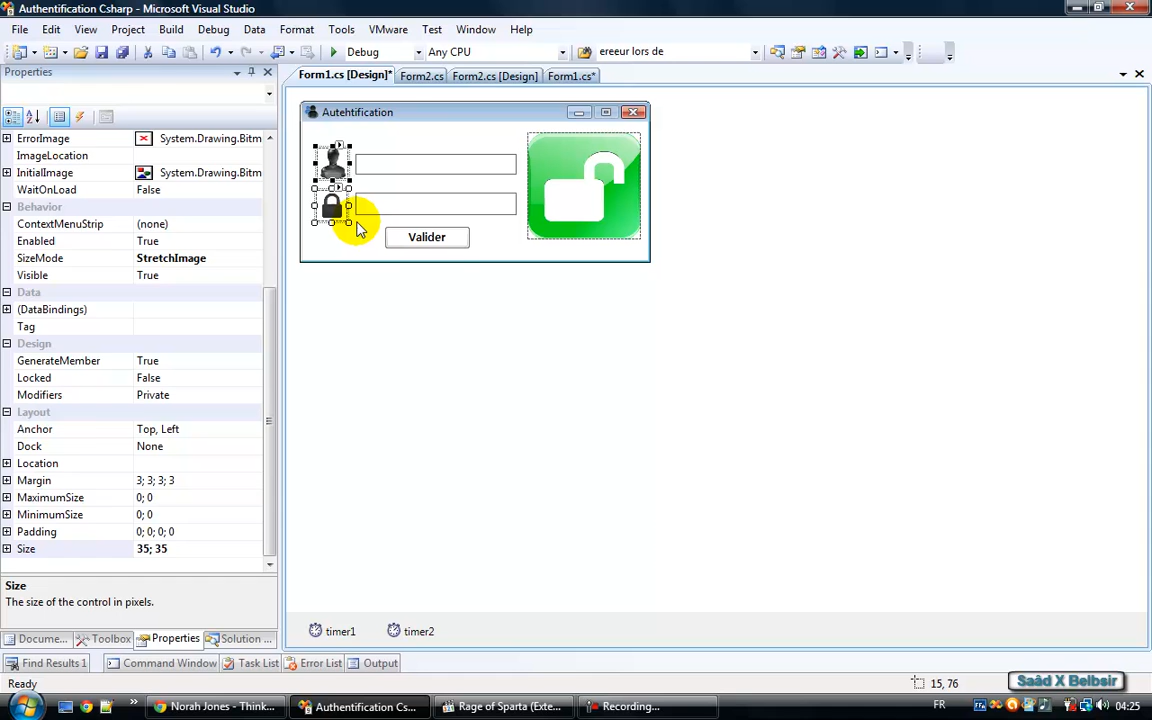 Authentification Csharp - Microsoft Visual Studio
File Edit View Project Build Debug Data Format Tools VMware Test Window Help
Debug Any CPU ereeur lors de
Properties
Form1.cs [Design]* Form2.cs Form2.cs [Design] Form1.cs*
ErrorImage System.Drawing.Bitm
ImageLocation
InitialImage System.Drawing.Bitm
WaitOnLoad False
Behavior
ContextMenuStrip (none)
Enabled True
SizeMode StretchImage
Visible True
Data
(DataBindings)
Tag
Design
GenerateMember True
Locked False
Modifiers Private
Layout
Anchor Top, Left
Dock None
Location
Margin 3; 3; 3; 3
MaximumSize 0; 0
MinimumSize 0; 0
Padding 0; 0; 0; 0
Size 35; 35
Size
The size of the control in pixels.
Autehtification
Valider
timer1 timer2
Docume... Toolbox Properties Solution ...
Find Results 1 Command Window Task List Error List Output
Ready 15, 76
Saâd X Belbsir
Norah Jones - Think... Authentification Cs... Rage of Sparta (Exte... Recording... FR 04:25